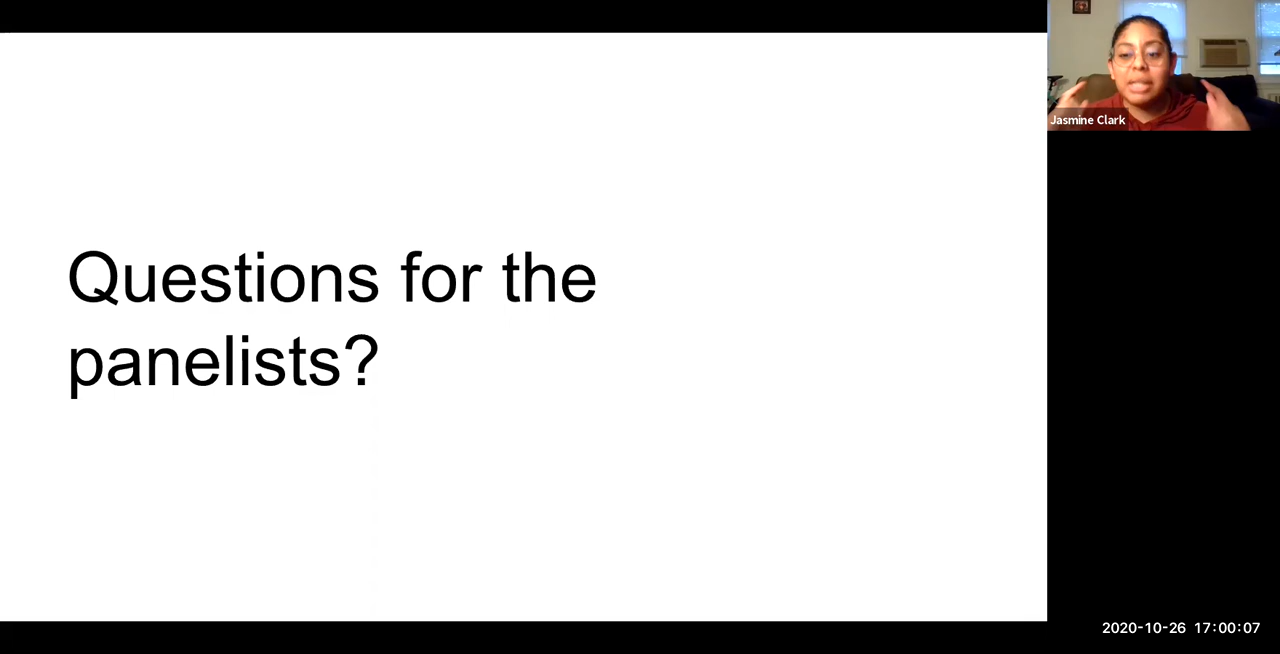 Jasmine Clark
Questions for the
panelists?
2020-10-26 17:00:07